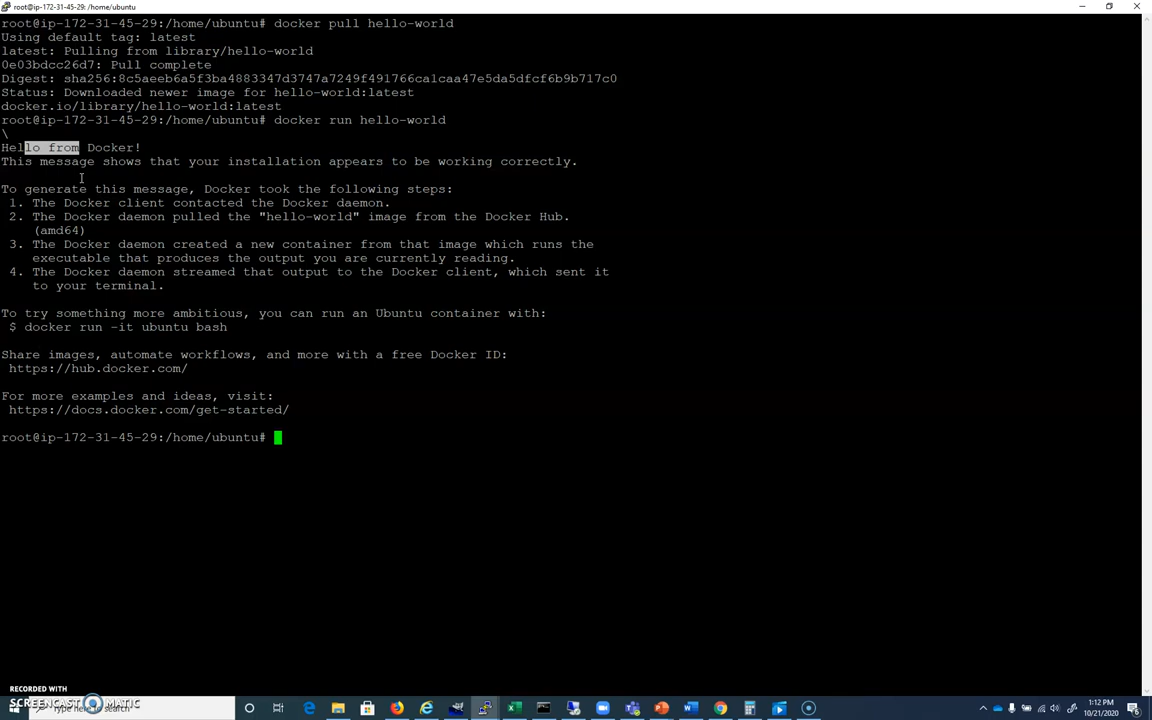 root@ip-172-31-45-29: /home/ubuntu
root@ip-172-31-45-29:/home/ubuntu# docker pull hello-world
Using default tag: latest
latest: Pulling from library/hello-world
0e03bdcc26d7: Pull complete
Digest: sha256:8c5aeeb6a5f3ba4883347d3747a7249f491766ca1caa47e5da5dfcf6b9b717c0
Status: Downloaded newer image for hello-world:latest
docker.io/library/hello-world:latest
root@ip-172-31-45-29:/home/ubuntu# docker run hello-world
\
Hello from Docker!
This message shows that your installation appears to be working correctly.
To generate this message, Docker took the following steps:
1. The Docker client contacted the Docker daemon.
2. The Docker daemon pulled the "hello-world" image from the Docker Hub.
(amd64)
3. The Docker daemon created a new container from that image which runs the
executable that produces the output you are currently reading.
4. The Docker daemon streamed that output to the Docker client, which sent it
to your terminal.
To try something more ambitious, you can run an Ubuntu container with:
$ docker run -it ubuntu bash
Share images, automate workflows, and more with a free Docker ID:
https://hub.docker.com/
For more examples and ideas, visit:
https://docs.docker.com/get-started/
root@ip-172-31-45-29:/home/ubuntu#
RECORDED WITH
SCREENCAST MATIC
1:12 PM
10/21/2020